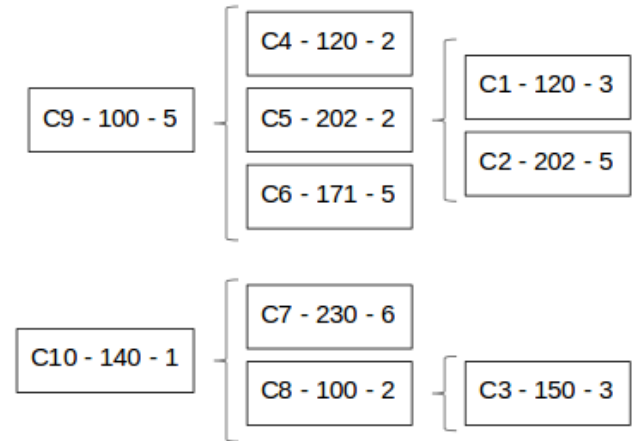 C9 - 100 - 5
C4 - 120 - 2
C5 - 202 - 2
C6 - 171 - 5
C1 - 120 - 3
C2 - 202 - 5
C10 - 140 - 1
C7 - 230 - 6
C8 - 100 - 2
C3 - 150 - 3